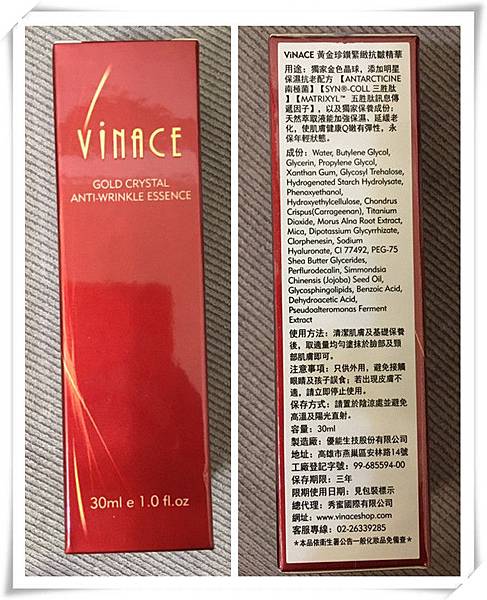 ViNACE
GOLD CRYSTAL
ANTI-WRINKLE ESSENCE
30ml e 1.0 fl.oz
ViNACE 黃金珍鑽緊緻抗皺精華
用途：獨家金色晶球，添加明星
保濕抗老配方 【ANTARCTICINE
南極菌】【SYN®-COLL 三胜肽
】【MATRIXYL™ 五胜肽訊息傳
遞因子】，以及獨家保養成份：
天然萃取液能加強保濕、延緩老
化，使肌膚健康Q嫩有彈性，永
保年輕狀態。
成份：Water, Butylene Glycol,
Glycerin, Propylene Glycol,
Xanthan Gum, Glycosyl Trehalose,
Hydrogenated Starch Hydrolysate,
Phenoxyethanol,
Hydroxyethylcellulose, Chondrus
Crispus(Carrageenan), Titanium
Dioxide, Morus Alna Root Extract,
Mica, Dipotassium Glycyrrhizate,
Clorphenesin, Sodium
Hyaluronate, CI 77492, PEG-75
Shea Butter Glycerides,
Perflurodecalin, Simmondsia
Chinensis (Jojoba) Seed Oil,
Glycosphingolipids, Benzoic Acid,
Dehydroacetic Acid,
Pseudoalteromonas Ferment
Extract
使用方法：清潔肌膚及基礎保養
後，取適量均勻塗抹於臉部及頸
部肌膚即可。
注意事項：只供外用，避免接觸
眼睛及孩子誤食；若出現皮膚不
適，請立即停止使用。
保存方式：請置於陰涼處並避免
高溫及陽光直射。
容量：30ml
製造廠：優能生技股份有限公司
地址：高雄市燕巢區安林路14號
工廠登記字號：99-685594-00
保存期限：三年
限期使用日期：見包裝標示
總代理：秀蜜國際有限公司
網址：www.vinaceshop.com
客服專線：02-26339285
*本品依衛生署公告一般化妝品免備查*